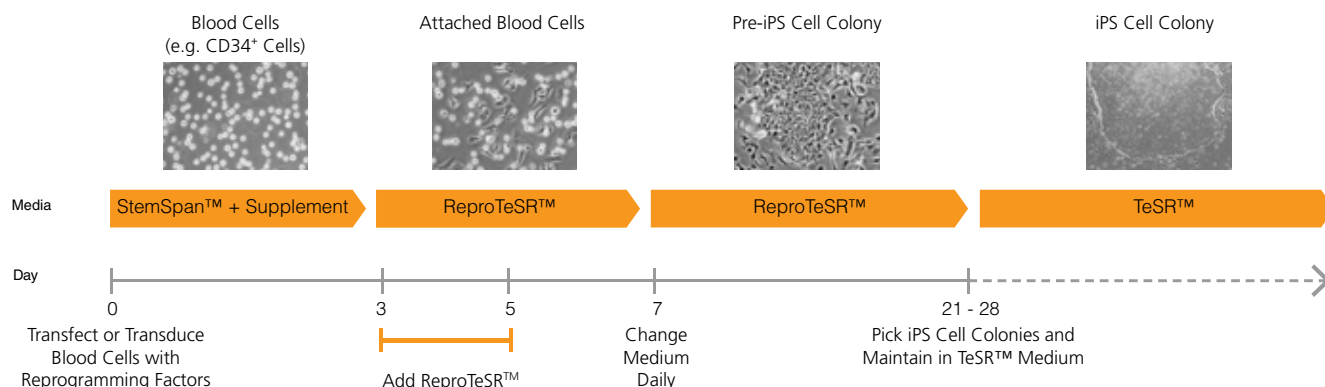 Blood Cells
(e.g. CD34⁺ Cells)
Attached Blood Cells
Pre-iPS Cell Colony
iPS Cell Colony
Media
StemSpan™ + Supplement
ReproTeSR™
ReproTeSR™
TeSR™
Day
0
3
5
7
21 - 28
Transfect or Transduce
Blood Cells with
Reprogramming Factors
Add ReproTeSR™
Change
Medium
Daily
Pick iPS Cell Colonies and
Maintain in TeSR™ Medium